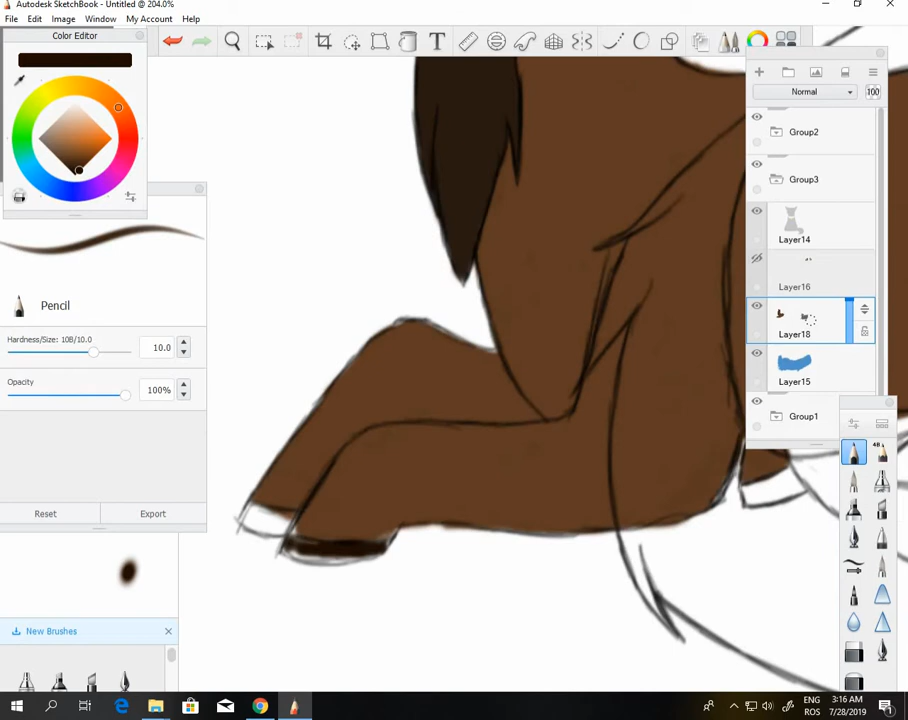 Autodesk SketchBook - Untitled @ 204.0%
File Edit Image Window My Account Help
Color Editor
T
Normal
100
Group2
Group3
Layer14
Layer16
Layer18
Layer15
Group1
4B
Pencil
Hardness/Size: 10B/10.0
10.0
Opacity
100%
Reset
Export
New Brushes
ENG
ROS
3:16 AM
7/28/2019
1